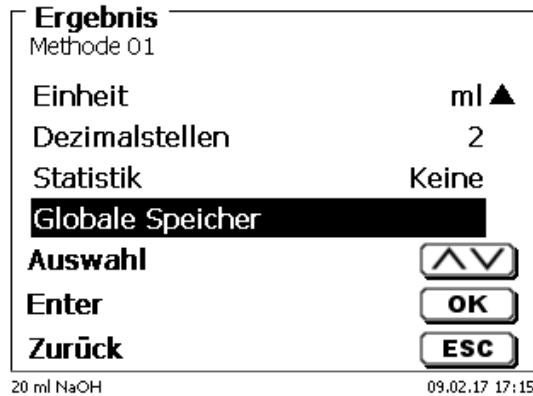 Ergebnis
Methode 01
Einheit ml ▲
Dezimalstellen 2
Statistik Keine
Globale Speicher
Auswahl
Enter OK
Zurück ESC
20 ml NaOH 09.02.17 17:15